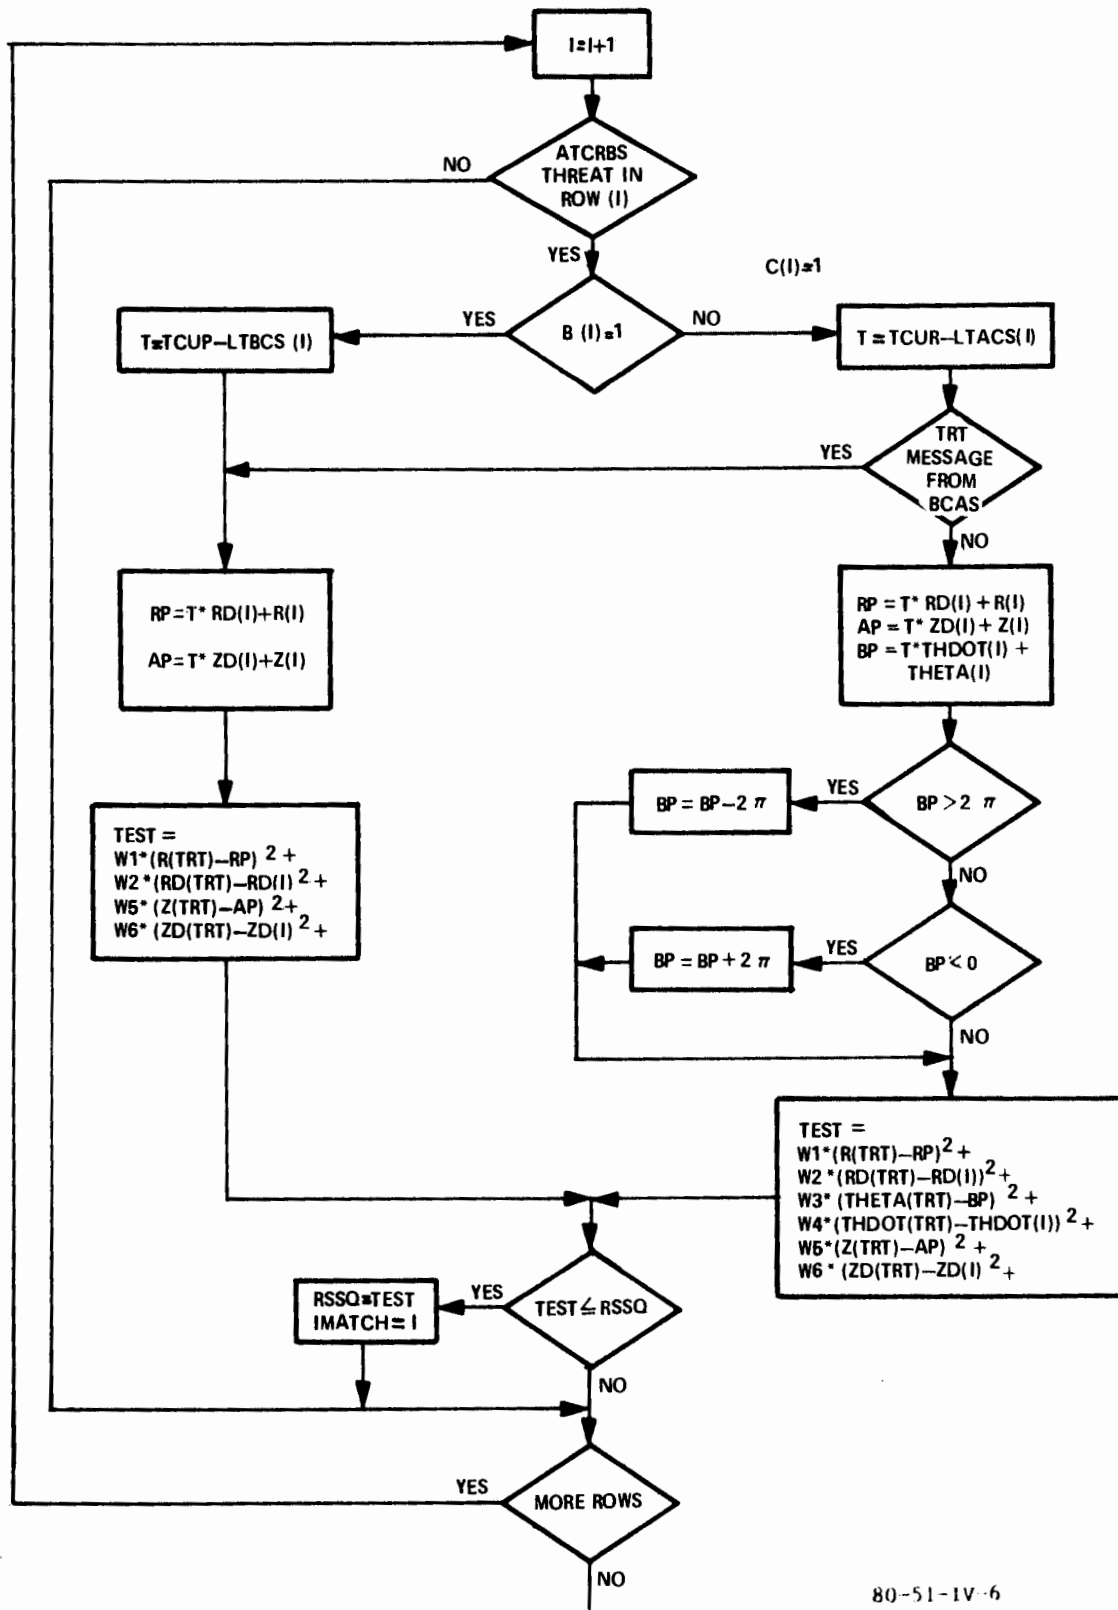 I=I+1
ATCRBS
THREAT IN
ROW (I)
NO
YES
C(I)=1
B (I)=1
YES
NO
T=TCUP-LTBCS (I)
T=TCUR-LTACS(I)
TRT
MESSAGE
FROM
BCAS
YES
NO
RP=T* RD(I)+R(I)
AP=T* ZD(I)+Z(I)
RP=T* RD(I)+R(I)
AP=T* ZD(I)+Z(I)
BP=T*THDOT(I)+
THETA(I)
BP>2 π
YES
BP = BP-2 π
NO
BP<0
YES
BP = BP+2 π
NO
TEST =
W1*(R(TRT)-RP) 2 +
W2*(RD(TRT)-RD(I) 2 +
W5*(Z(TRT)-AP) 2 +
W6* (ZD(TRT)-ZD(I) 2 +
TEST =
W1*(R(TRT)-RP)2 +
W2*(RD(TRT)-RD(I))2 +
W3* (THETA(TRT)-BP) 2 +
W4*(THDOT(TRT)-THDOT(I)) 2 +
W5*(Z(TRT)-AP) 2 +
W6* (ZD(TRT)-ZD(I) 2 +
TEST≤RSSQ
YES
RSSQ=TEST
IMATCH=I
NO
MORE ROWS
YES
NO
80-51-IV-6